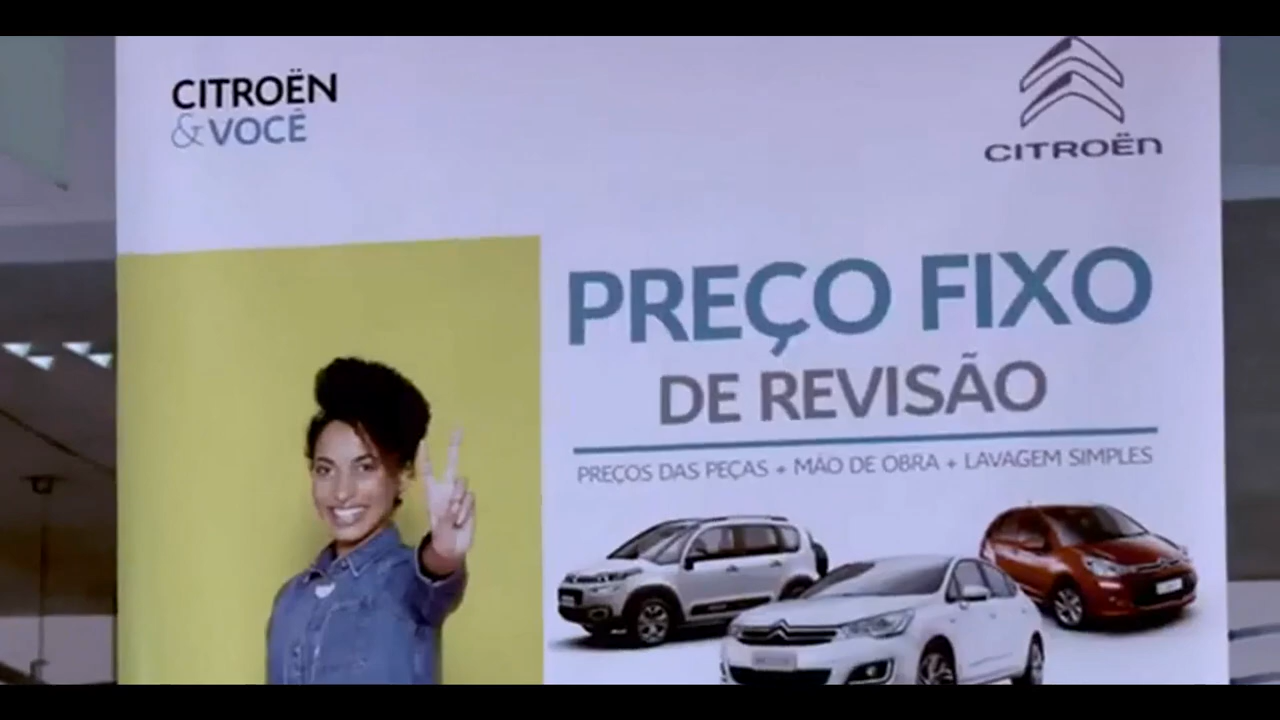 CITROËN
&VOCÊ
CITROËN
PREÇO FIXO
DE REVISÃO
PREÇOS DAS PEÇAS + MÃO DE OBRA + LAVAGEM SIMPLES